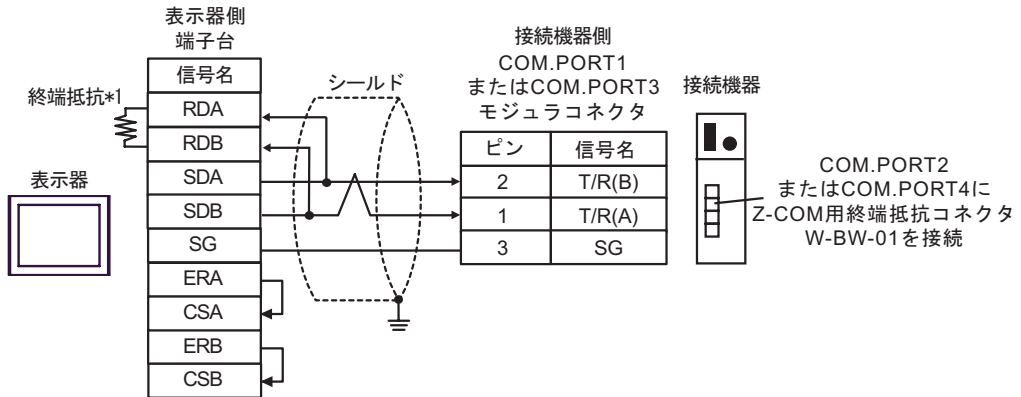 表示器側
端子台
信号名
RDA
RDB
SDA
SDB
SG
ERA
CSA
ERB
CSB
終端抵抗*1
表示器
シールド
接続機器側
COM.PORT1
またはCOM.PORT3
モジュラコネクタ
ピン 信号名
2 T/R(B)
1 T/R(A)
3 SG
接続機器
COM.PORT2
またはCOM.PORT4に
Z-COM用終端抵抗コネクタ
W-BW-01を接続